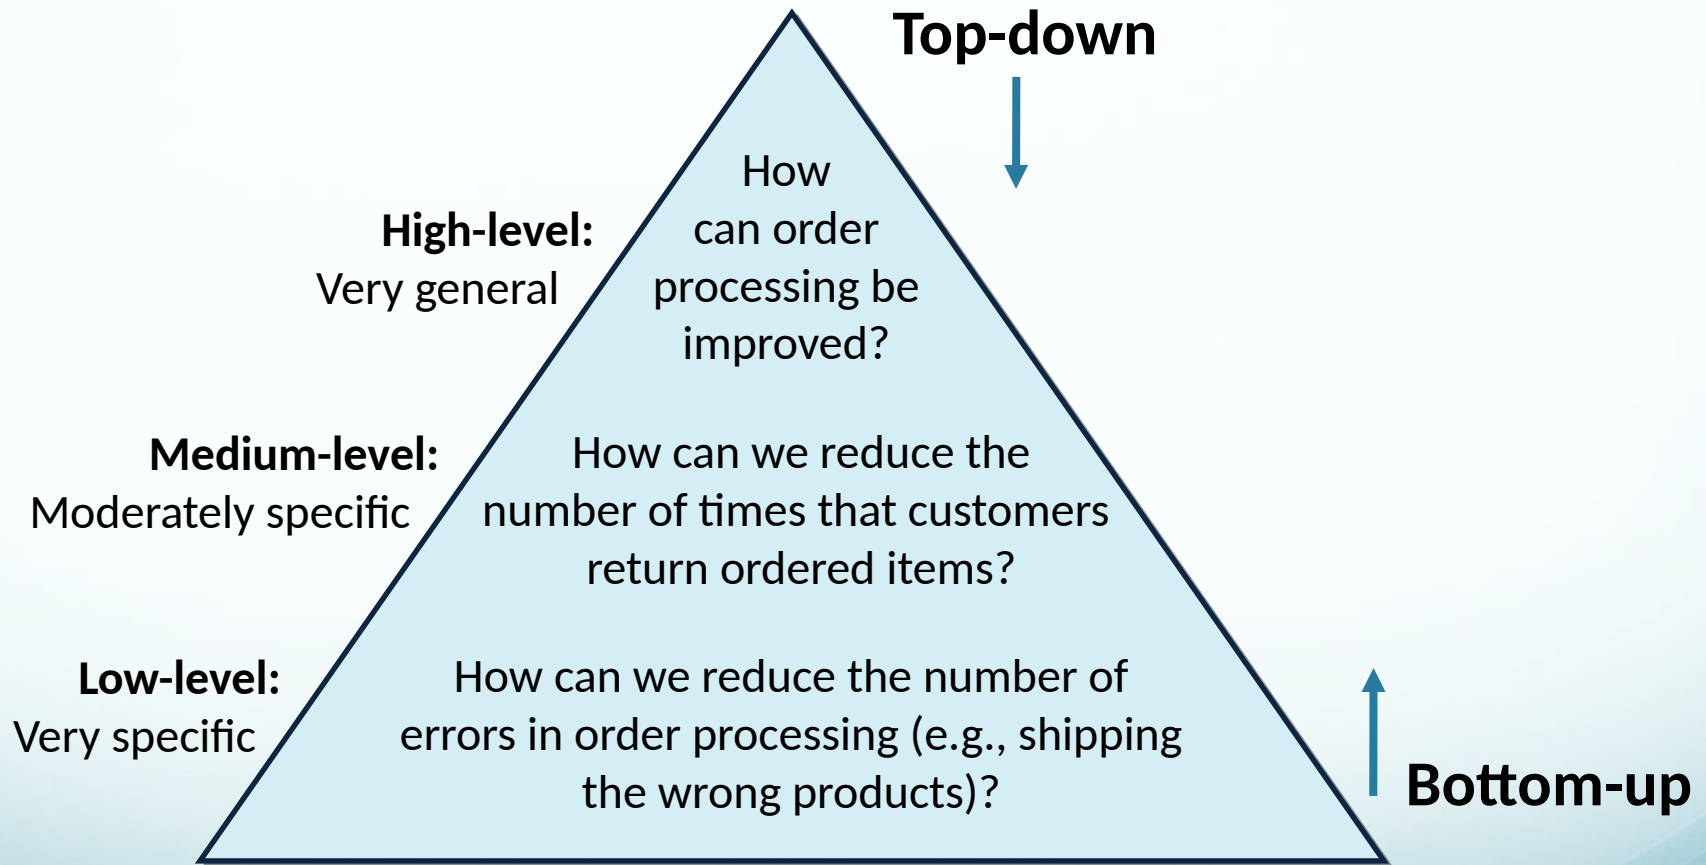 Top-down
How
can order
processing be
improved?
High-level:
Very general
Medium-level:
Moderately specific
How can we reduce the
number of times that customers
return ordered items?
Low-level:
Very specific
How can we reduce the number of
errors in order processing (e.g., shipping
the wrong products)?
Bottom-up